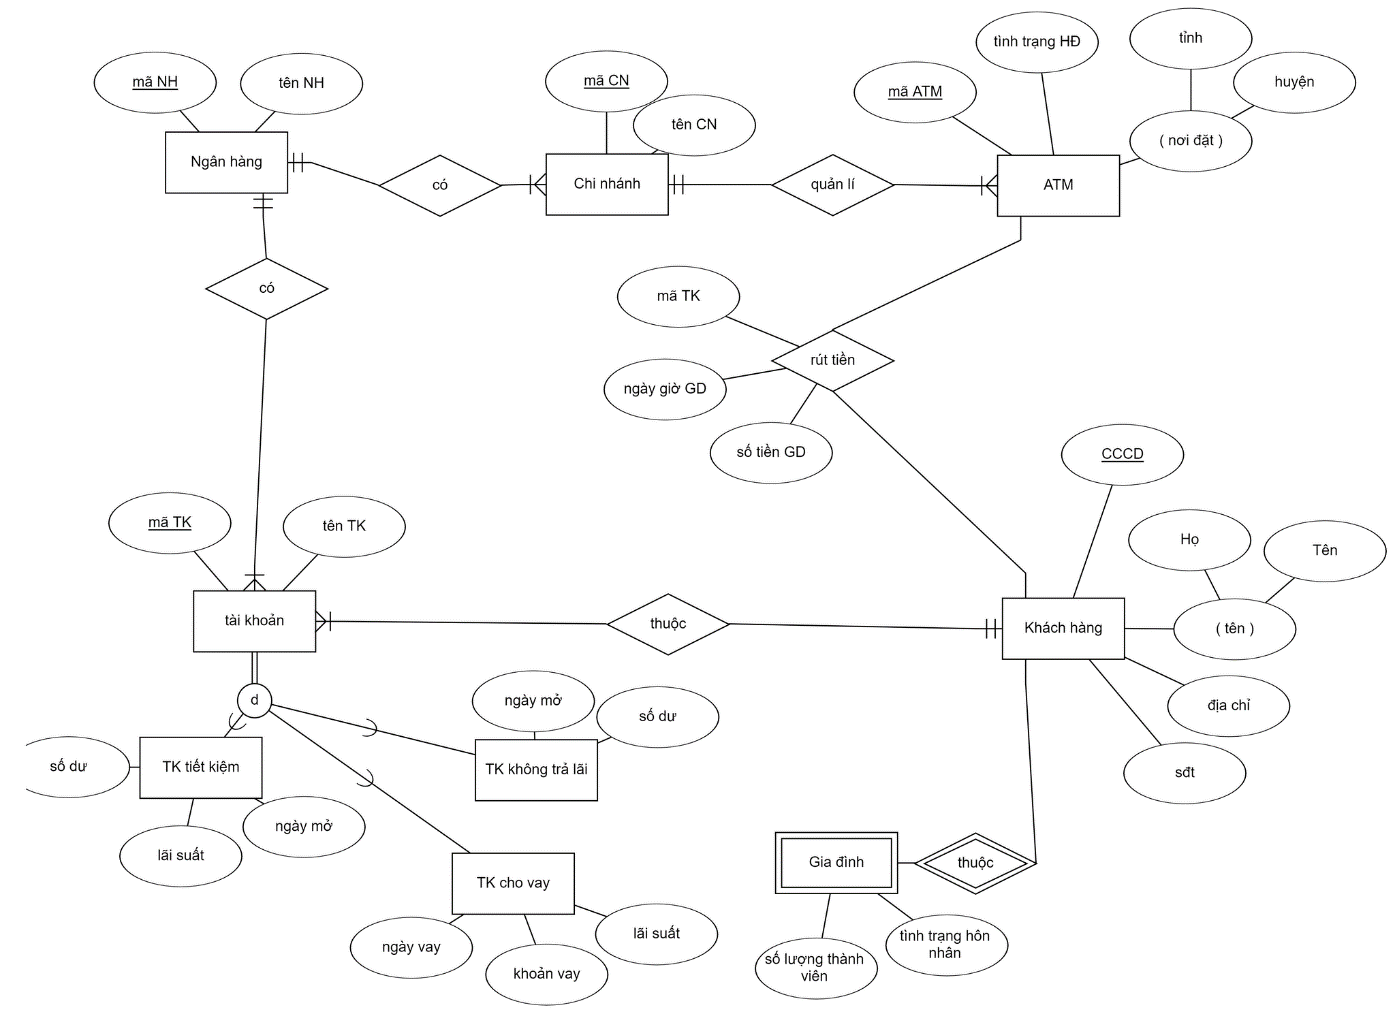 tình trạng HĐ
tỉnh
mã NH
tên NH
mã CN
mã ATM
huyện
tên CN
( nơi đặt )
Ngân hàng
có
Chi nhánh
quản lí
ATM
có
mã TK
rút tiền
ngày giờ GD
số tiền GD
CCCD
mã TK
tên TK
Họ
Tên
tài khoản
thuộc
Khách hàng
( tên )
d
ngày mở
số dư
địa chỉ
số dư
TK tiết kiệm
TK không trả lãi
sđt
ngày mở
lãi suất
Gia đình
thuộc
TK cho vay
ngày vay
khoản vay
lãi suất
số lượng thành
viên
tình trạng hôn
nhân